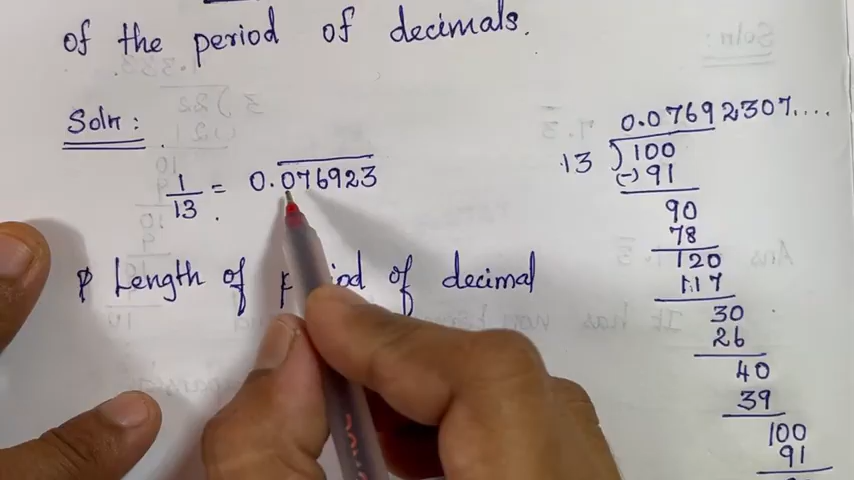 of the period of decimals.
Soln:
1/13 = 0.076923
Length of period of decimal
0.07692307....
13 ) 100
(-) 91
90
78
120
117
30
26
40
39
100
91